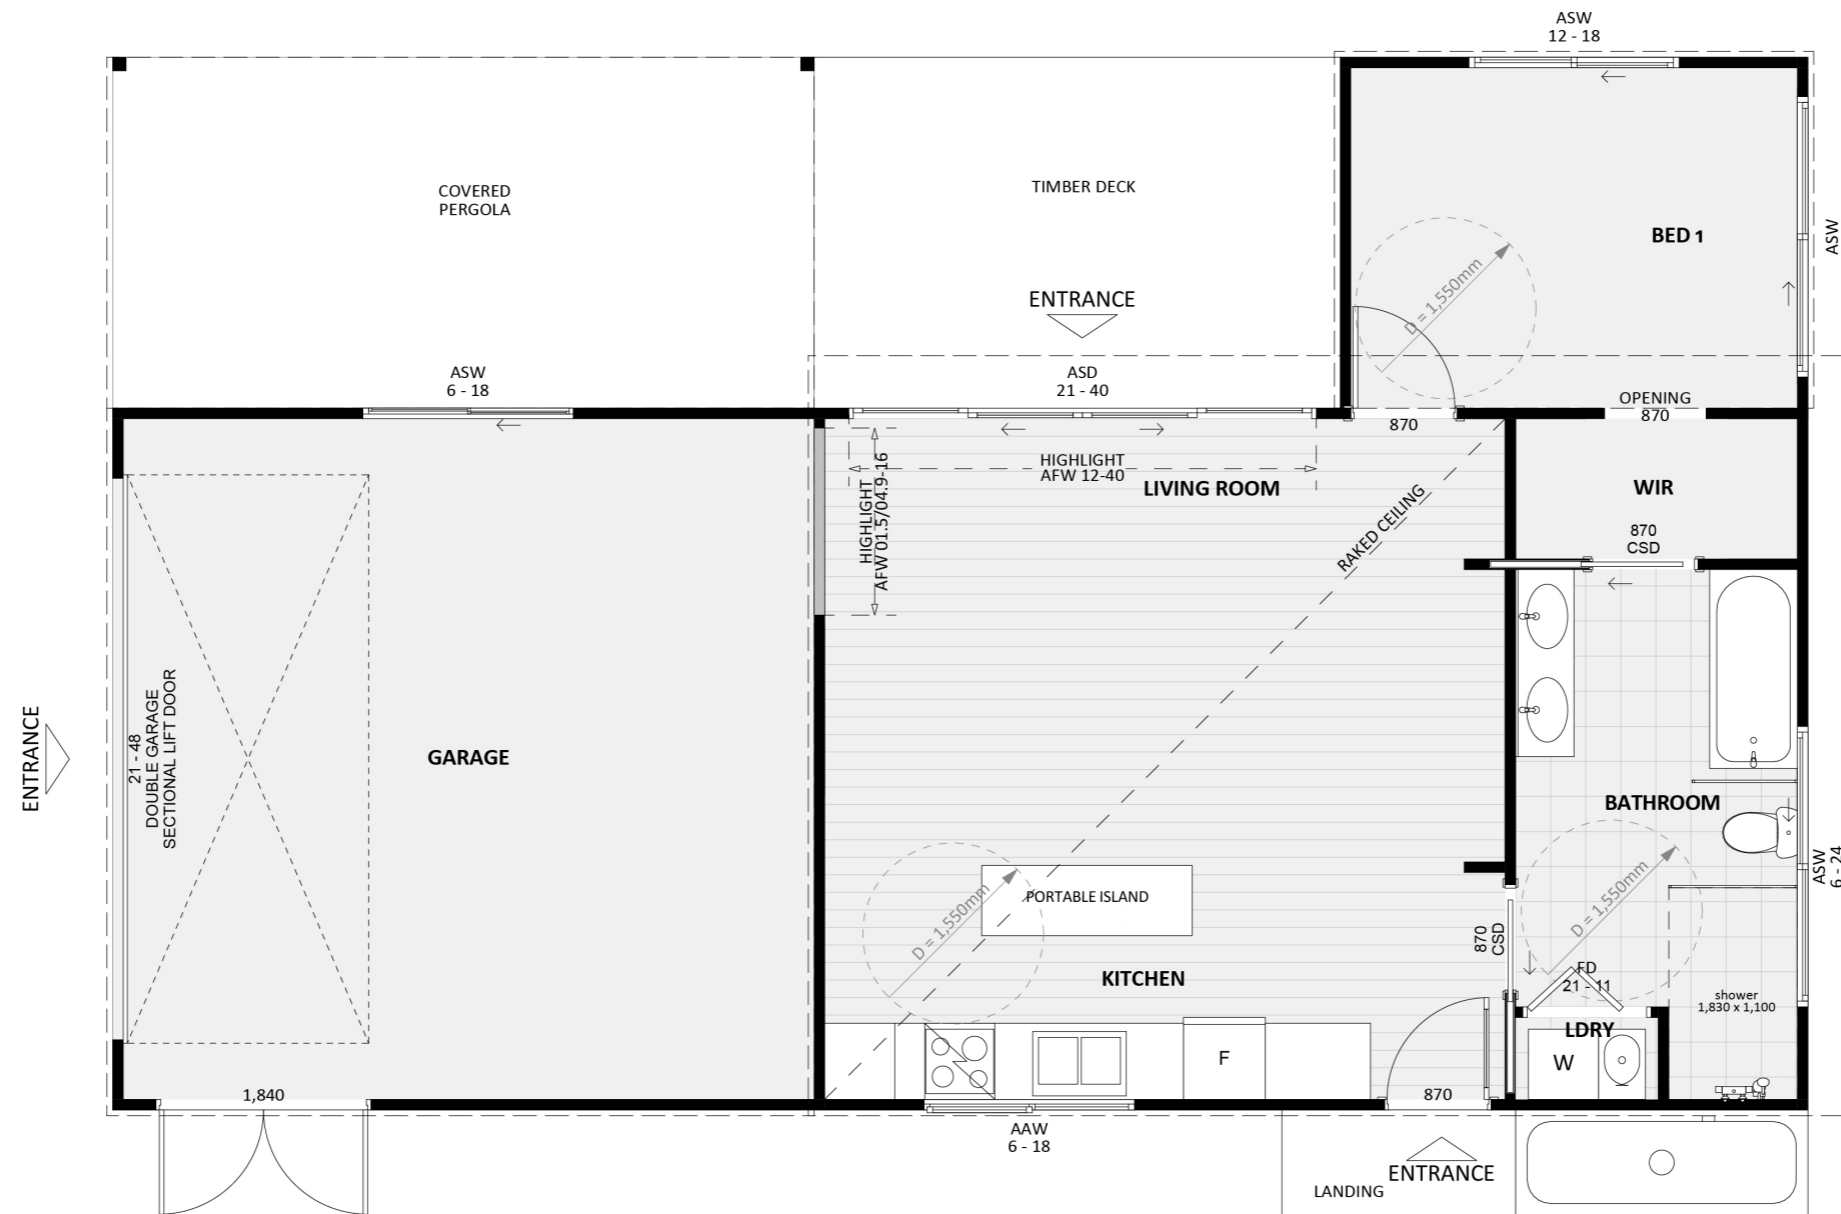 ASW
12 - 18
COVERED
PERGOLA
TIMBER DECK
BED 1
ASW
D = 1,550mm
ENTRANCE
ASW
6 - 18
ASD
21 - 40
OPENING
870
870
HIGHLIGHT
AFW 12-40
HIGHLIGHT
AFW 01.5/04.9-16
LIVING ROOM
RAKED CEILING
WIR
870
CSD
ENTRANCE
21 - 48
DOUBLE GARAGE
SECTIONAL LIFT DOOR
GARAGE
BATHROOM
ASW
6 - 24
D = 1,550mm
PORTABLE ISLAND
D = 1,550mm
870
CSD
KITCHEN
FD
21 - 11
shower
1,830 x 1,100
LDRY
W
F
1,840
870
AAW
6 - 18
ENTRANCE
LANDING